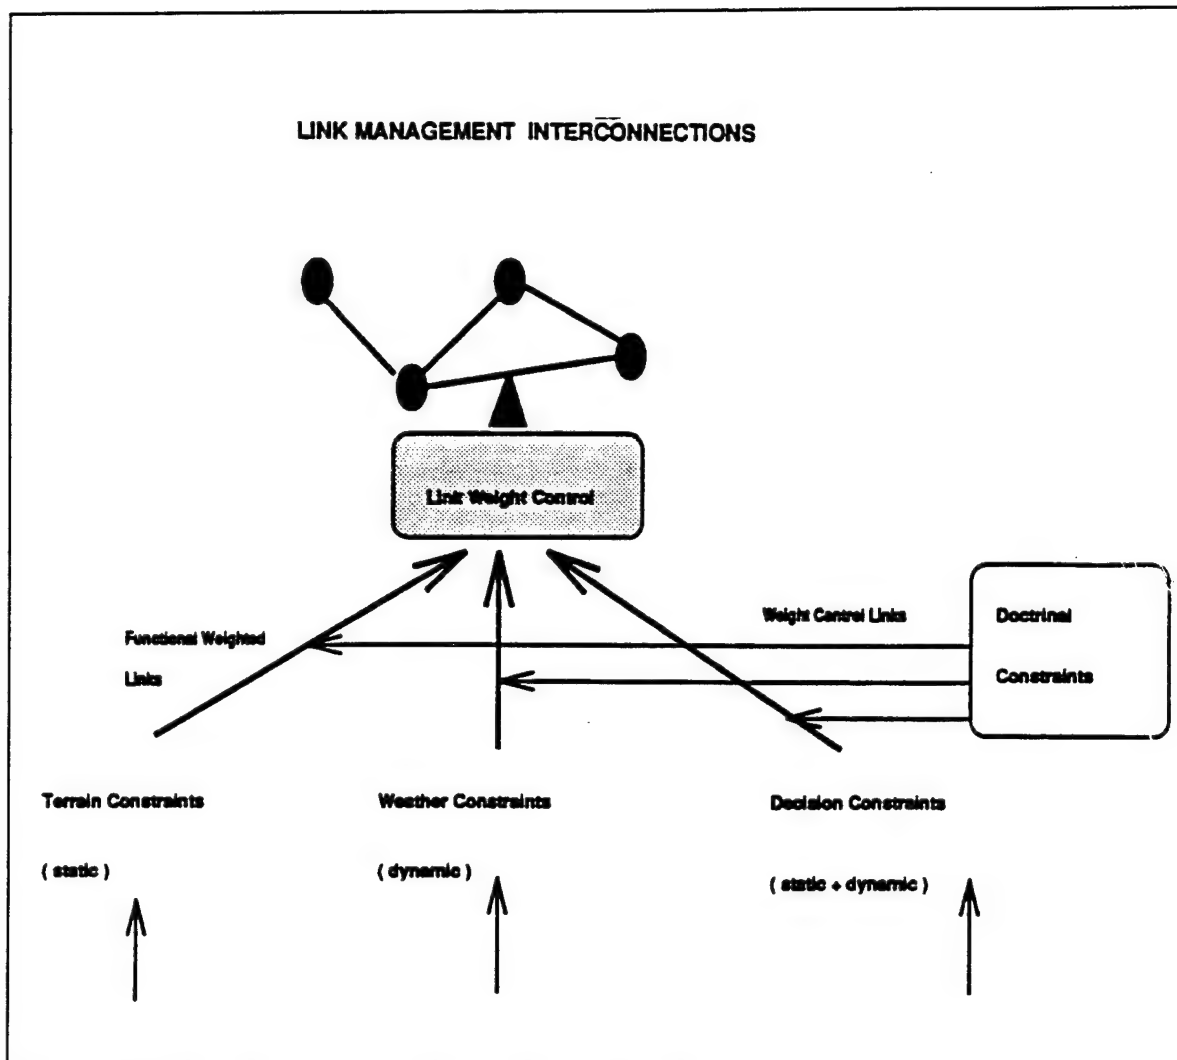 LINK MANAGEMENT INTERCONNECTIONS
Link Weight Control
Functional Weighted
Links
Weight Control Links
Doctrinal
Constraints
Terrain Constraints
( static )
Weather Constraints
( dynamic )
Decision Constraints
( static + dynamic )